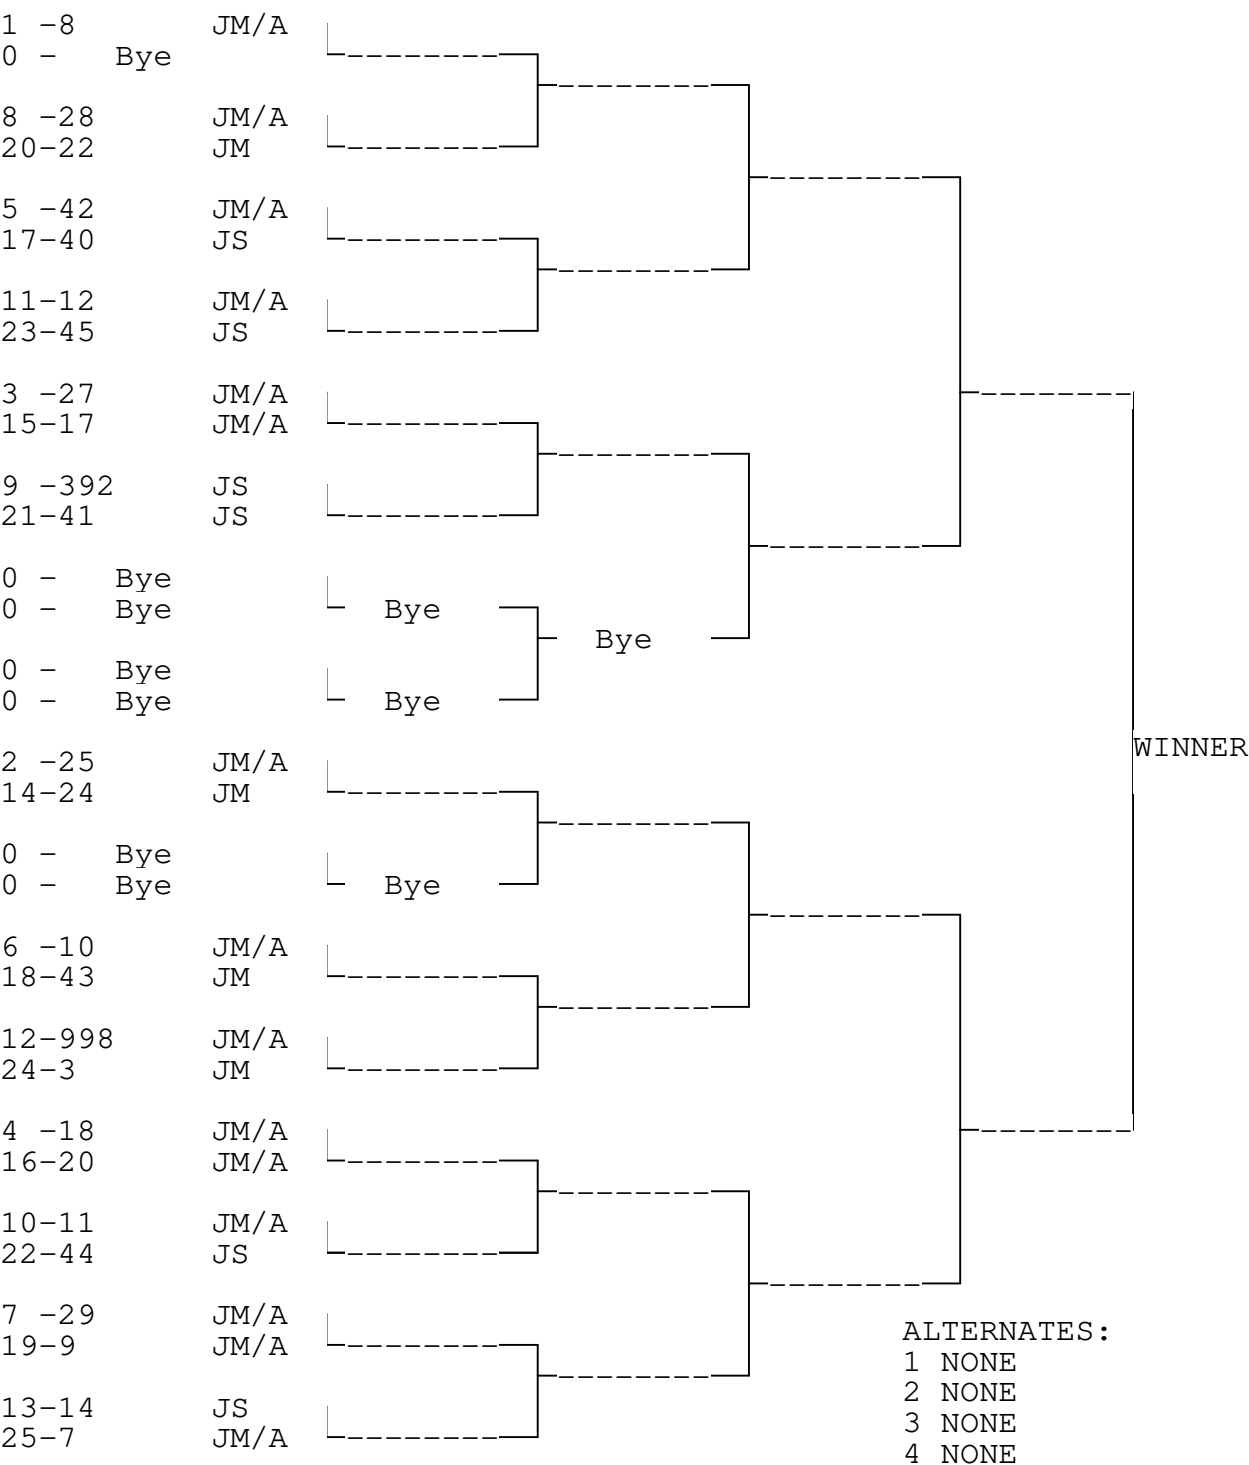 1 -8 JM/A
0 - Bye
8 -28 JM/A
20-22 JM
5 -42 JM/A
17-40 JS
11-12 JM/A
23-45 JS
3 -27 JM/A
15-17 JM/A
9 -392 JS
21-41 JS
0 - Bye
0 - Bye Bye
Bye
0 - Bye
0 - Bye Bye
WINNER
2 -25 JM/A
14-24 JM
0 - Bye
0 - Bye Bye
6 -10 JM/A
18-43 JM
12-998 JM/A
24-3 JM
4 -18 JM/A
16-20 JM/A
10-11 JM/A
22-44 JS
7 -29 JM/A
19-9 JM/A
13-14 JS
25-7 JM/A
ALTERNATES:
1 NONE
2 NONE
3 NONE
4 NONE